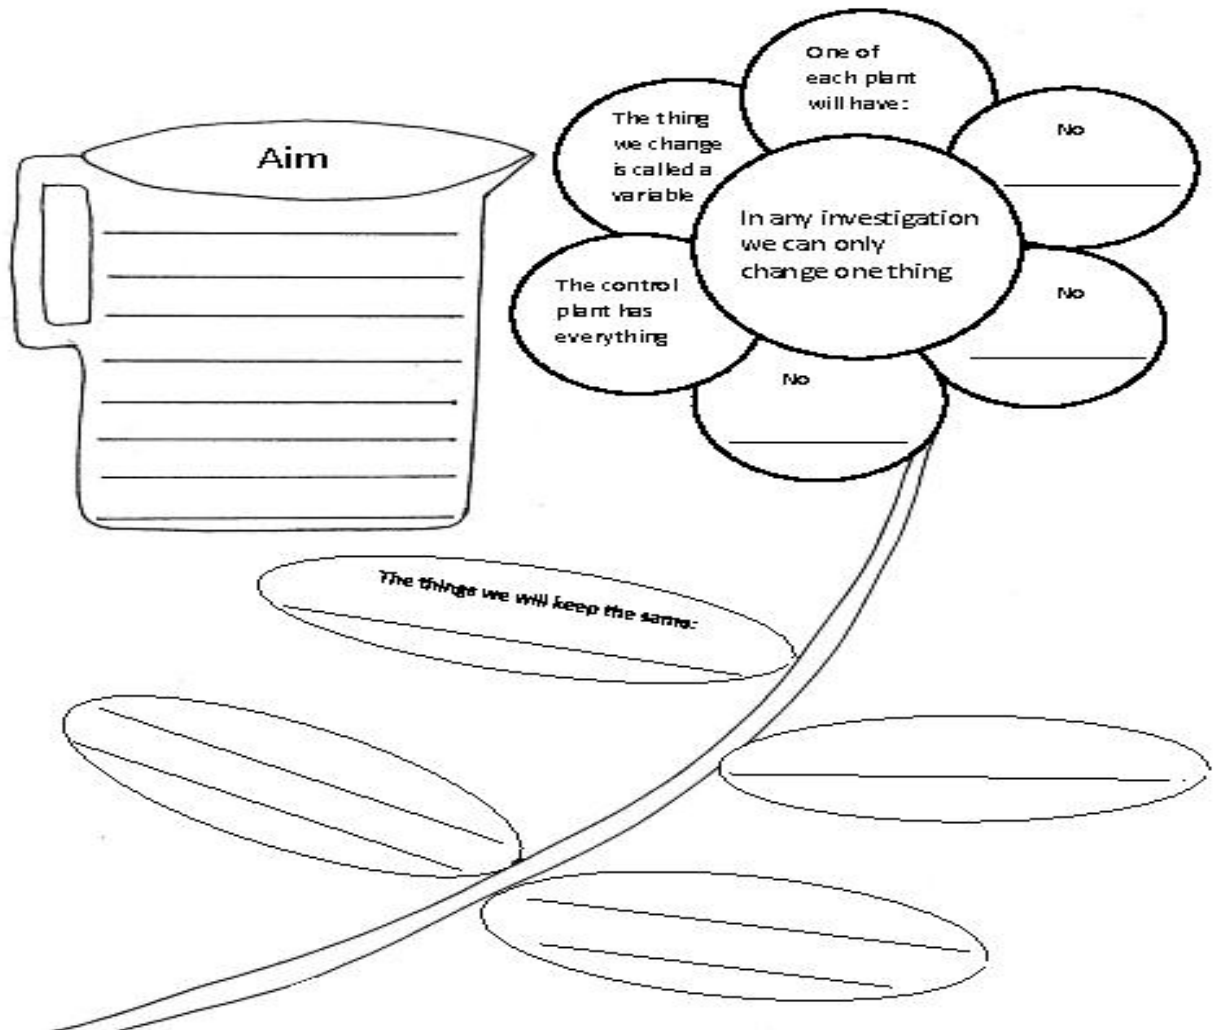 Aim
One of
each plant
will have:
The thing
we change
is called a
variable
No
In any investigation
we can only
change one thing
The control
plant has
everything
No
No
The things we will keep the same: